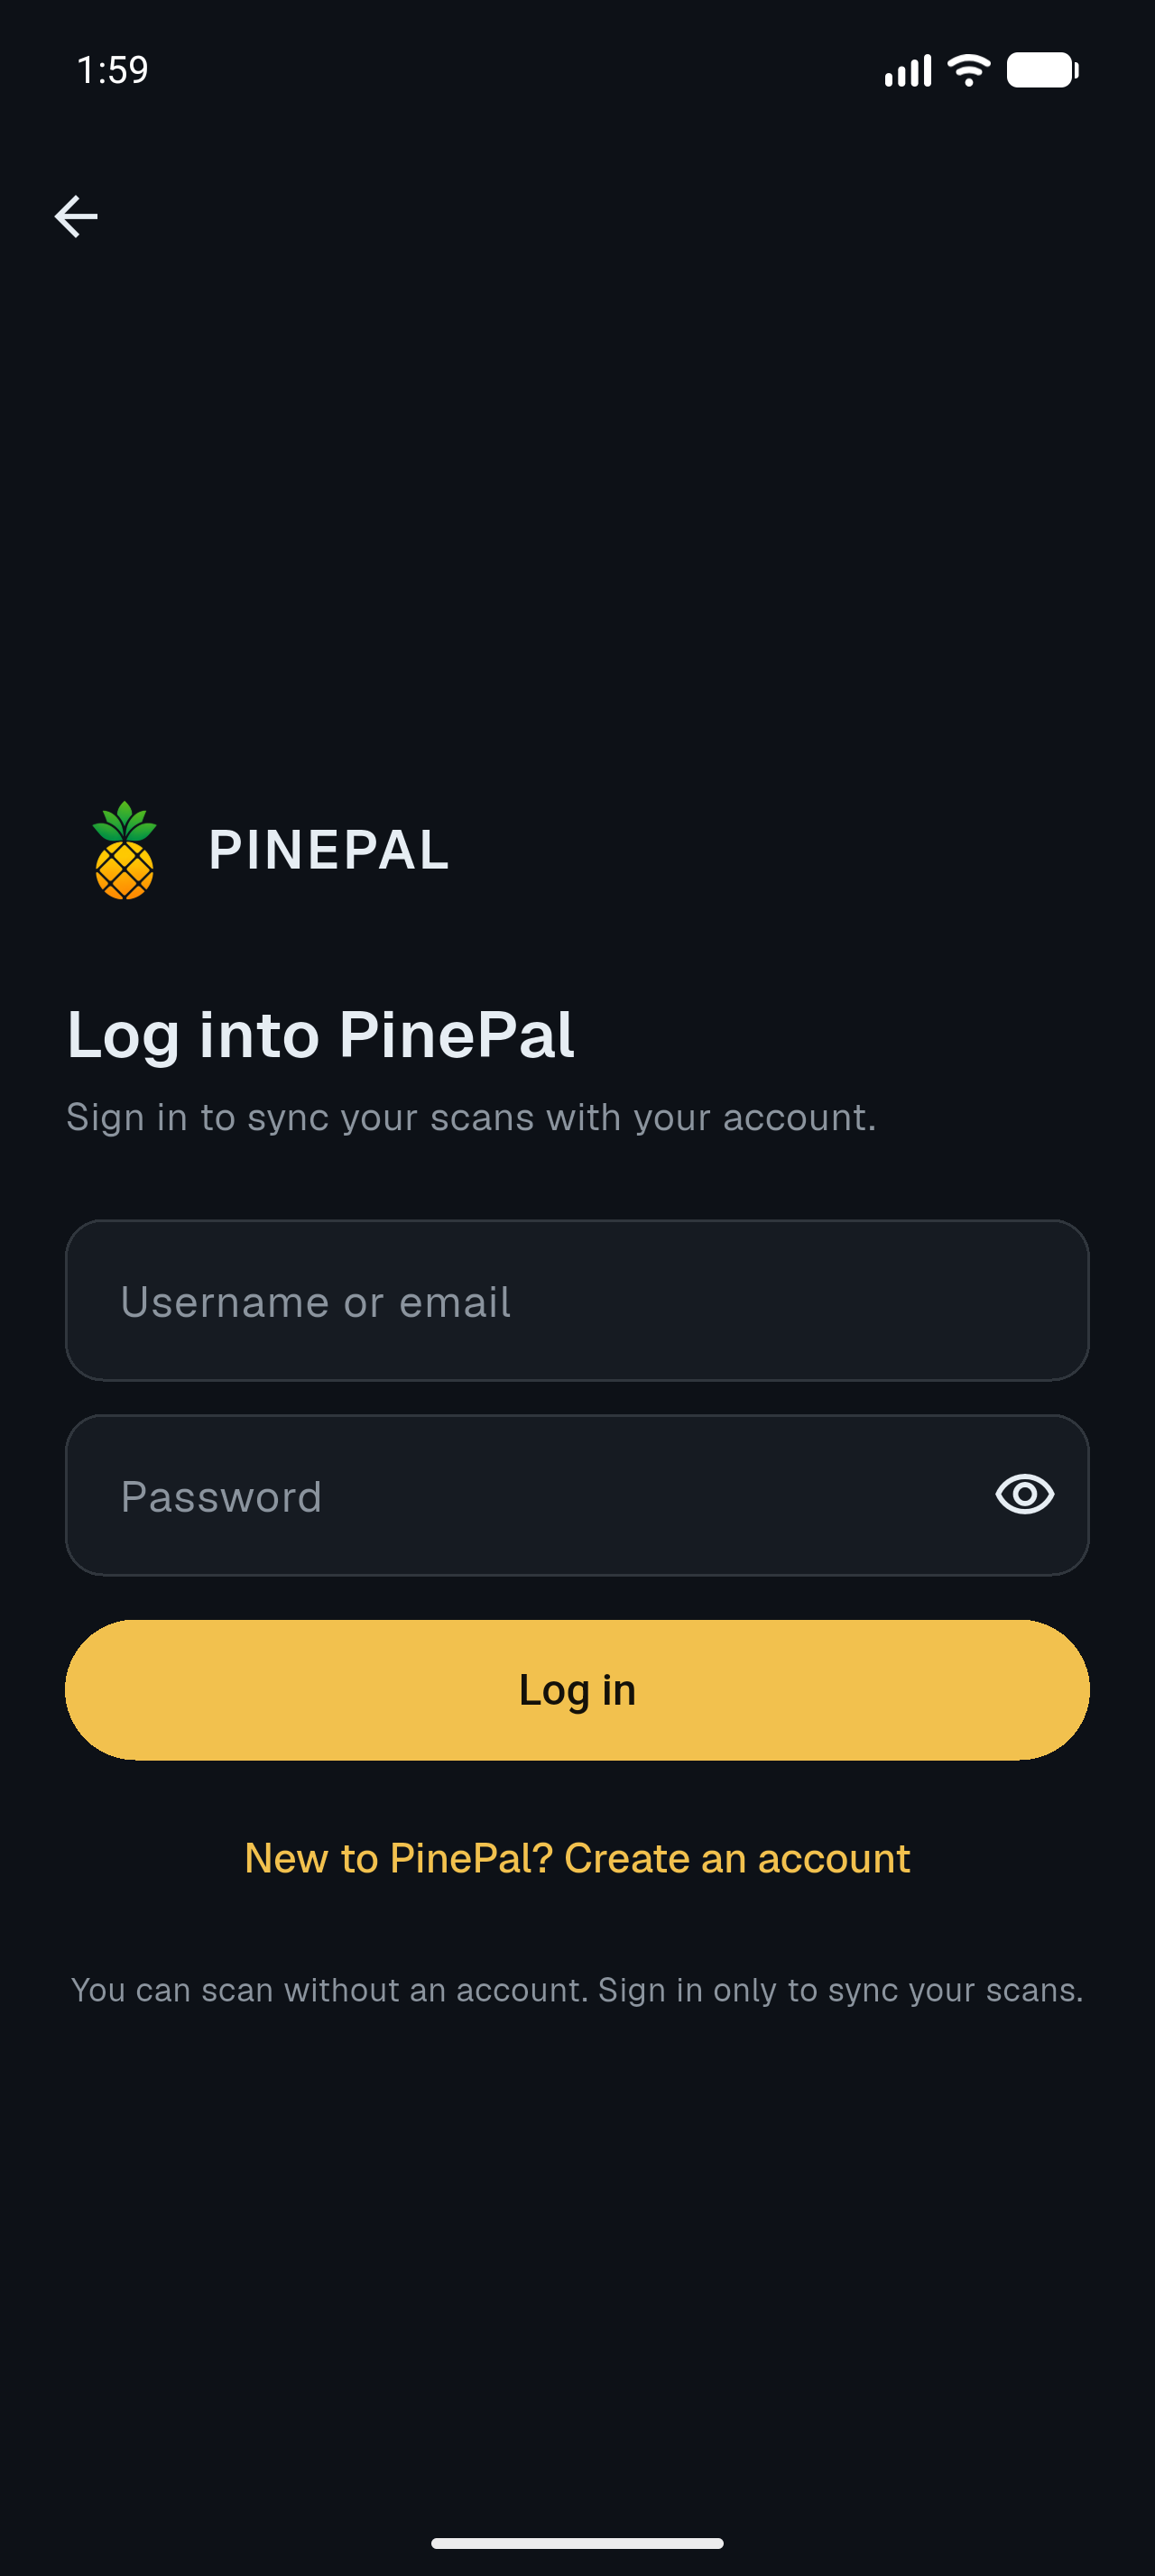 1:59
PINEPAL
Log into PinePal
Sign in to sync your scans with your account.
Username or email
Password
Log in
New to PinePal? Create an account
You can scan without an account. Sign in only to sync your scans.